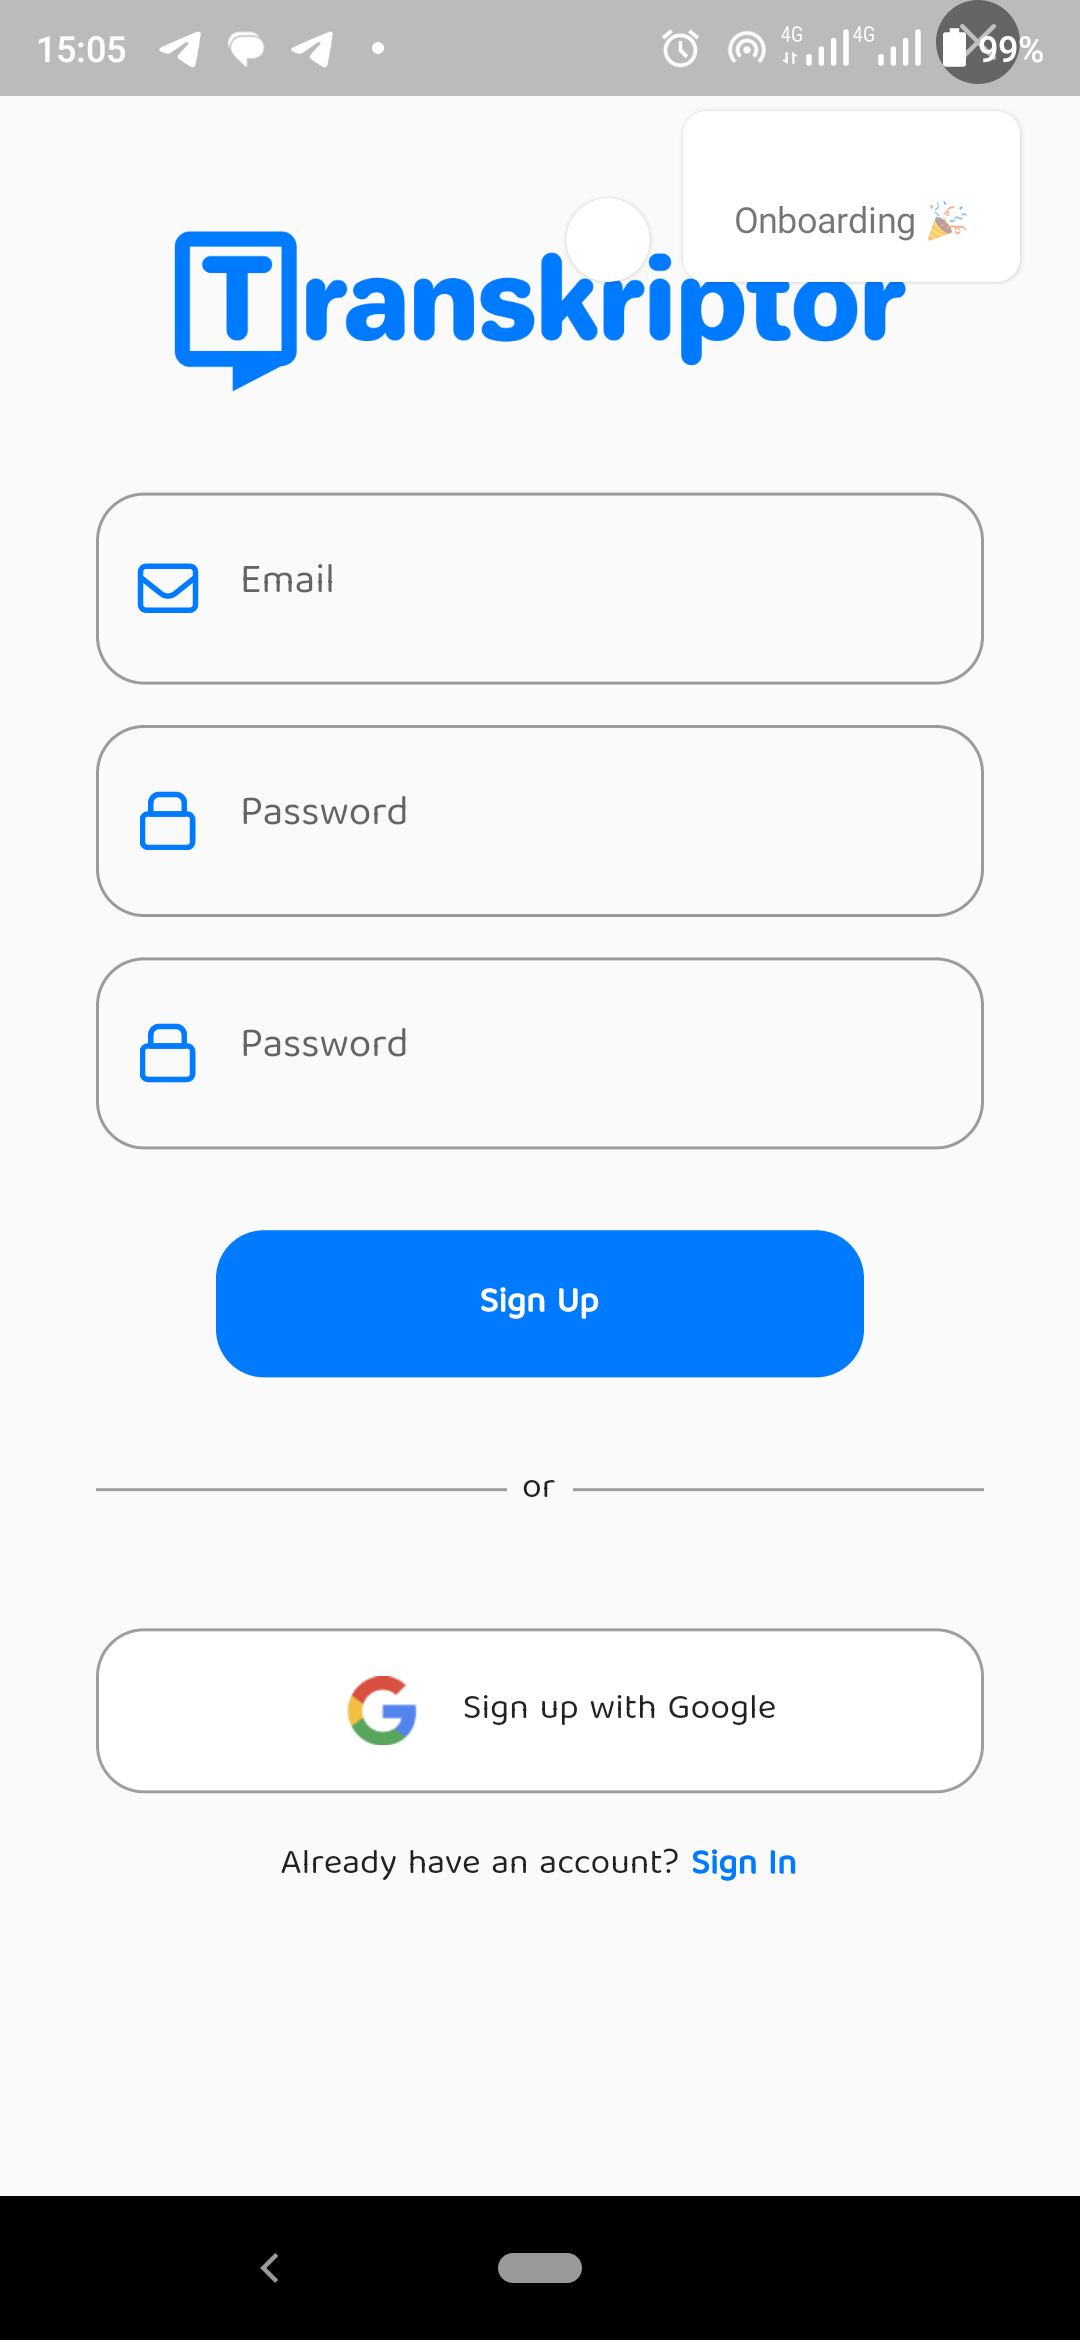 15:05
4G
4G
99%
Onboarding 🎉
Transkriptor
Email
Password
Password
Sign Up
or
Sign up with Google
Already have an account? Sign In